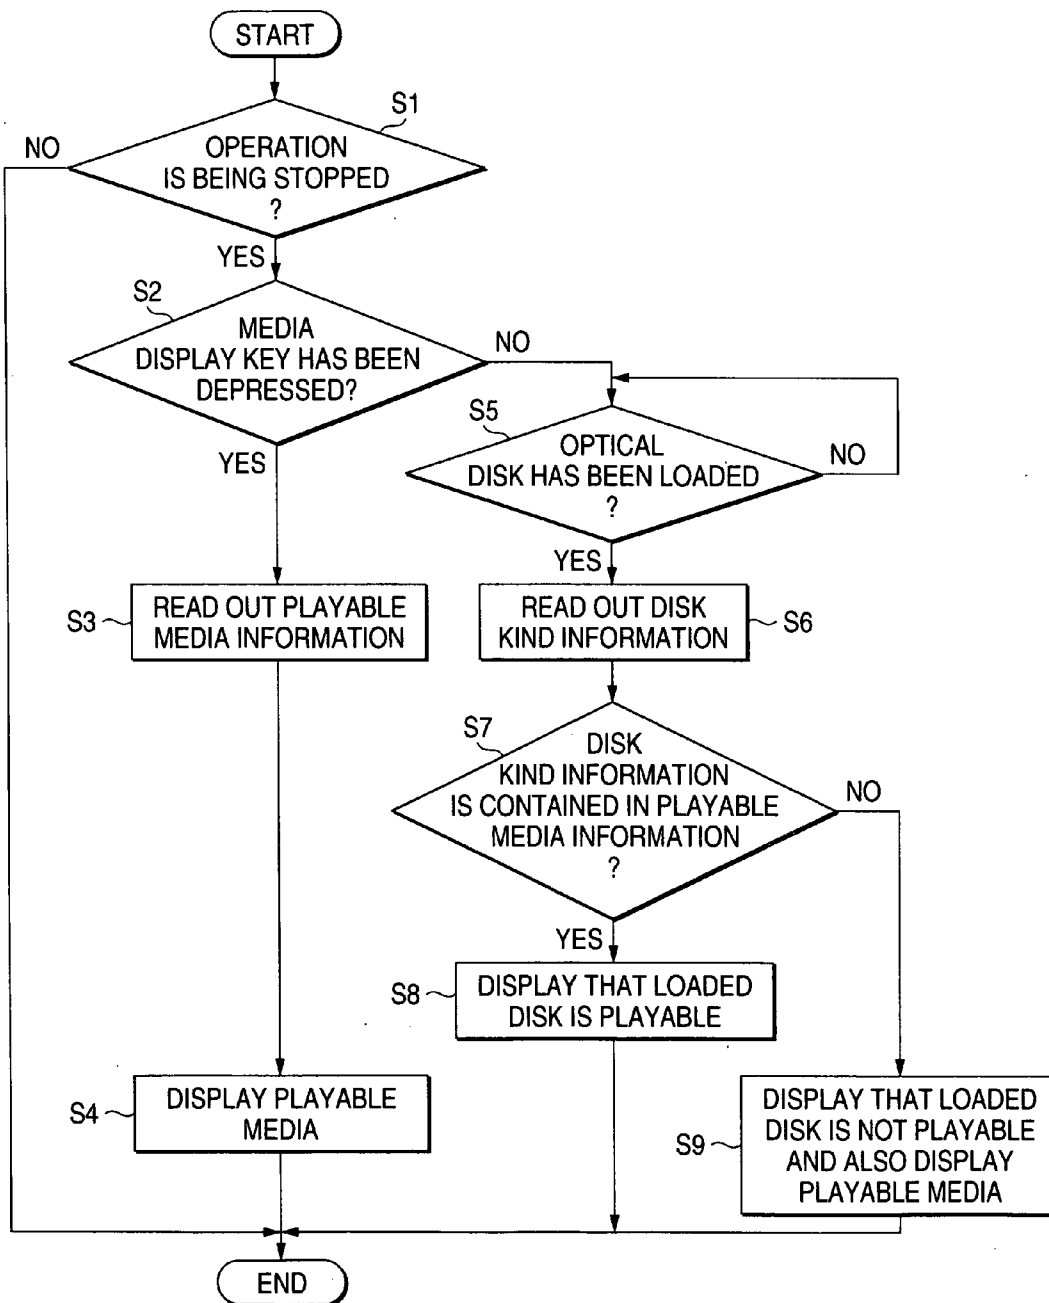 START
S1
NO
OPERATION
IS BEING STOPPED
?
YES
S2
MEDIA
DISPLAY KEY HAS BEEN
DEPRESSED?
NO
YES
S5
OPTICAL
DISK HAS BEEN LOADED
?
NO
YES
S3
READ OUT PLAYABLE
MEDIA INFORMATION
READ OUT DISK
KIND INFORMATION
S6
S7
DISK
KIND INFORMATION
IS CONTAINED IN PLAYABLE
MEDIA INFORMATION
?
NO
YES
S8
DISPLAY THAT LOADED
DISK IS PLAYABLE
S4
DISPLAY PLAYABLE
MEDIA
S9
DISPLAY THAT LOADED
DISK IS NOT PLAYABLE
AND ALSO DISPLAY
PLAYABLE MEDIA
END